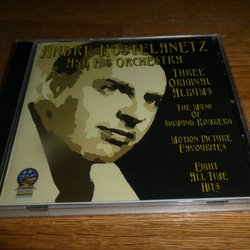 Andre Kostelanetz
And His Orchestra
Three
Original
Albums
The Music
Of
Sigmund Romberg
Motion Picture
Favourites
Eight
All-Time
Hits